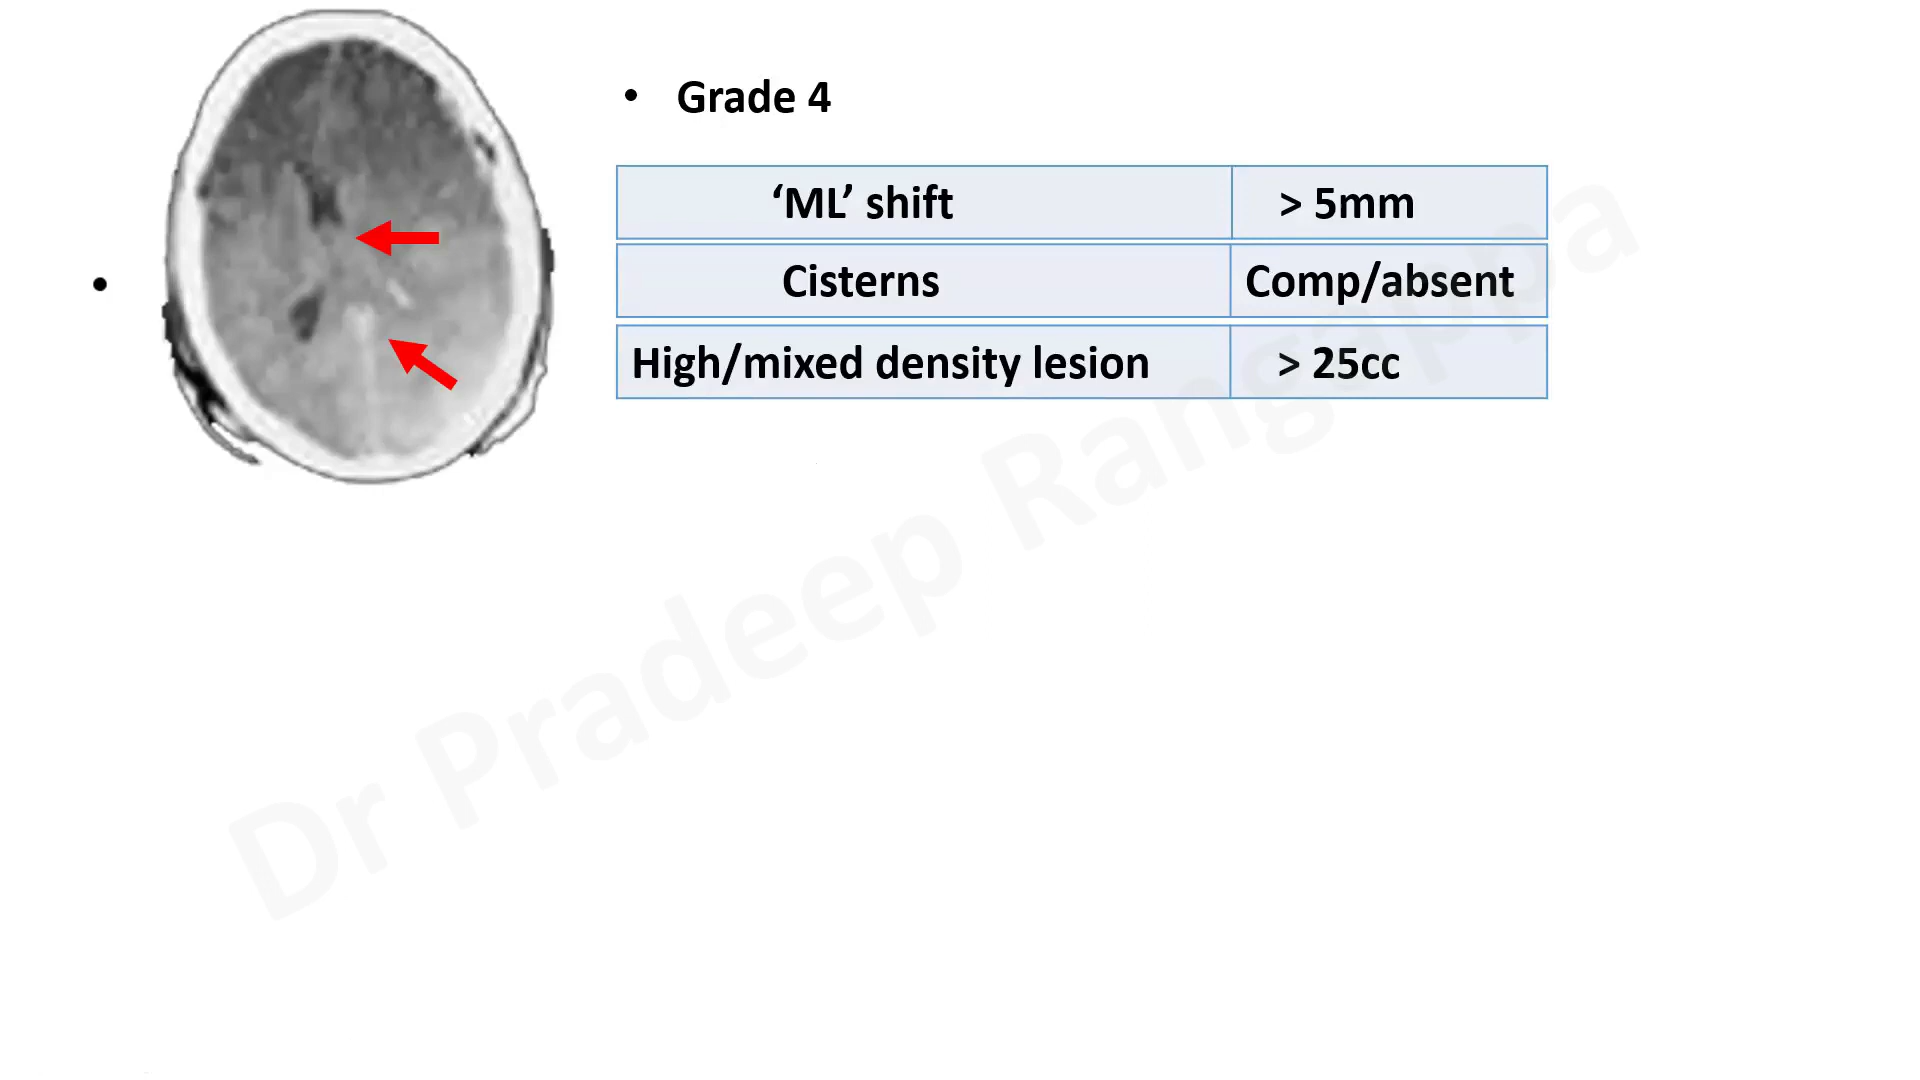 • Grade 4
‘ML’ shift > 5mm
Cisterns Comp/absent
High/mixed density lesion > 25cc
Dr Pradeep Rangappa